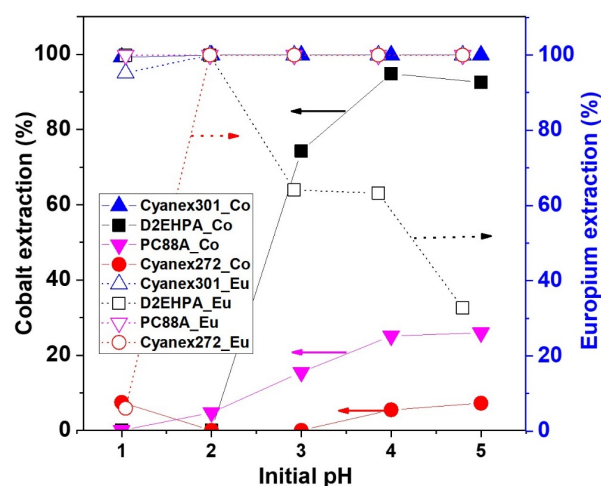 100
80
60
40
20
0
Cobalt extraction (%)
Cyanex301_Co
D2EHPA_Co
PC88A_Co
Cyanex272_Co
Cyanex301_Eu
D2EHPA_Eu
PC88A_Eu
Cyanex272_Eu
100
80
60
40
20
0
Europium extraction (%)
1 2 3 4 5
Initial pH